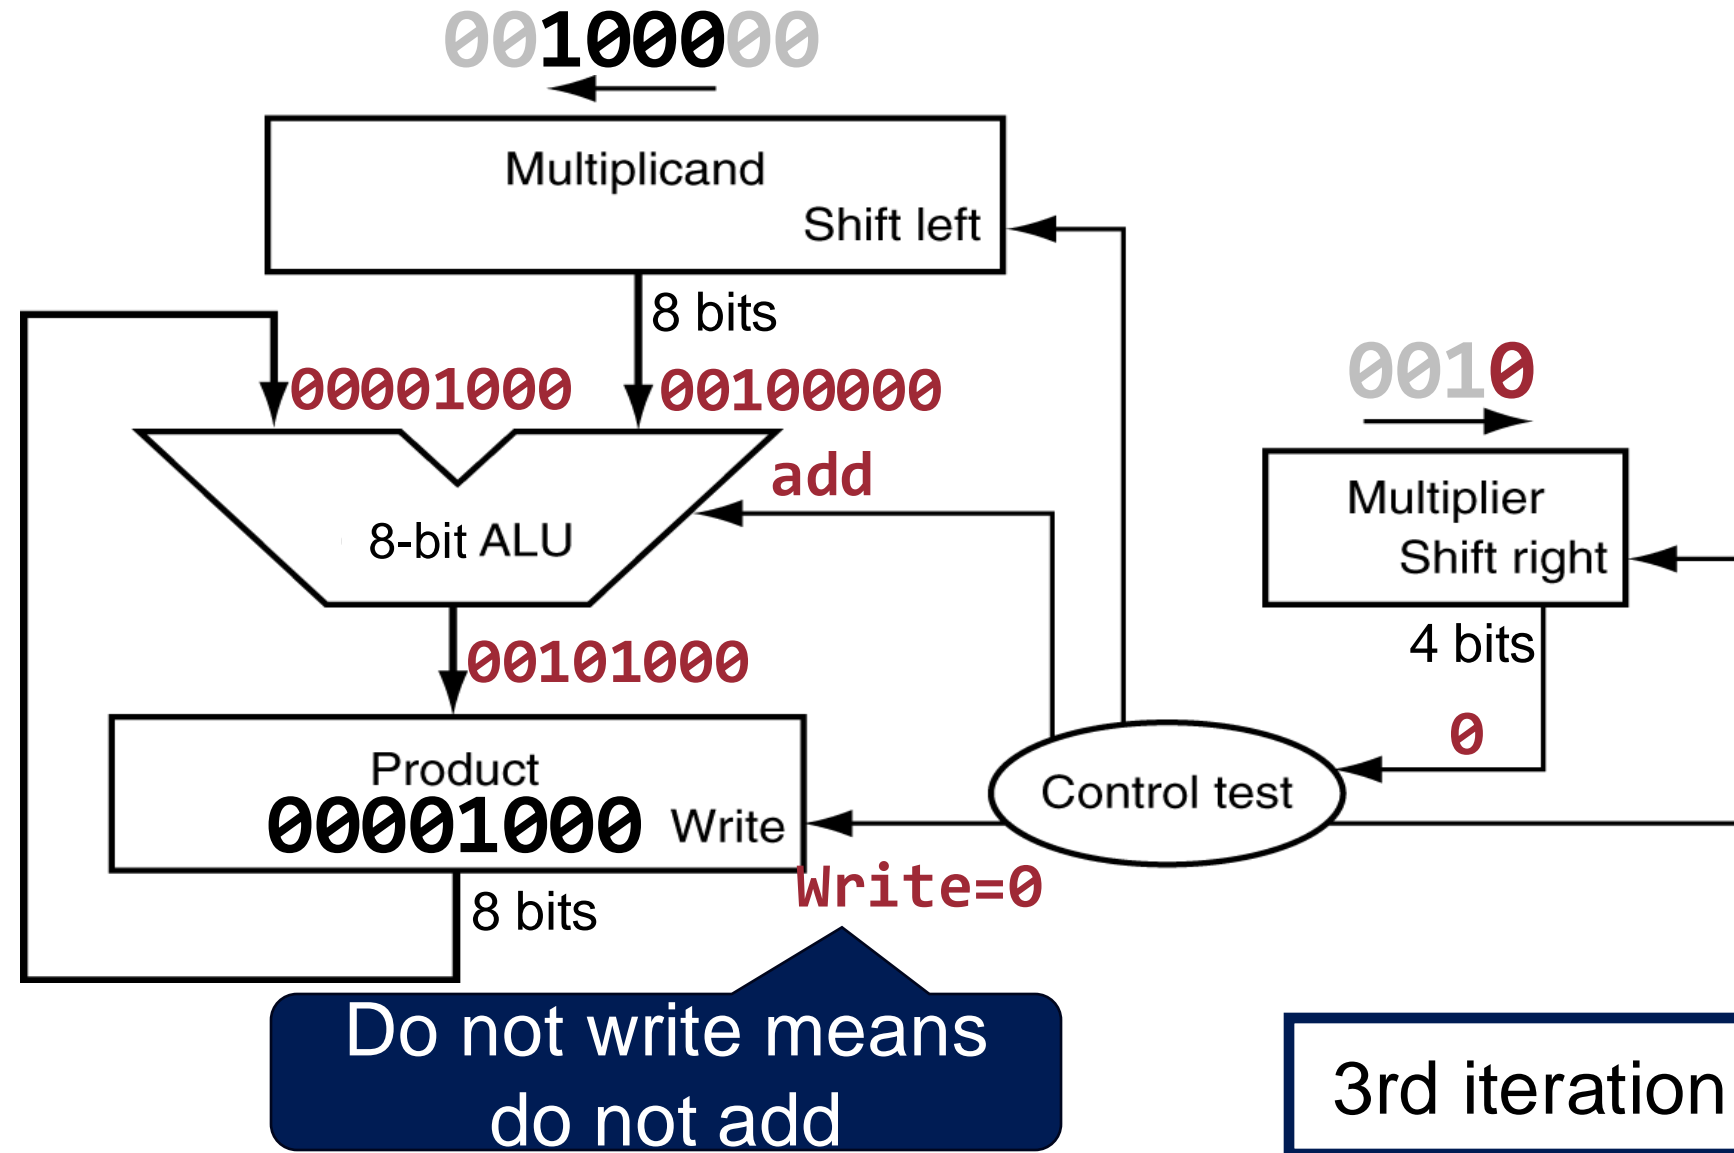 00100000
Multiplicand
Shift left
8 bits
00001000
00100000
0010
add
8-bit ALU
Multiplier
Shift right
4 bits
00101000
0
Product
00001000
Write
Control test
Write=0
8 bits
Do not write means
do not add
3rd iteration